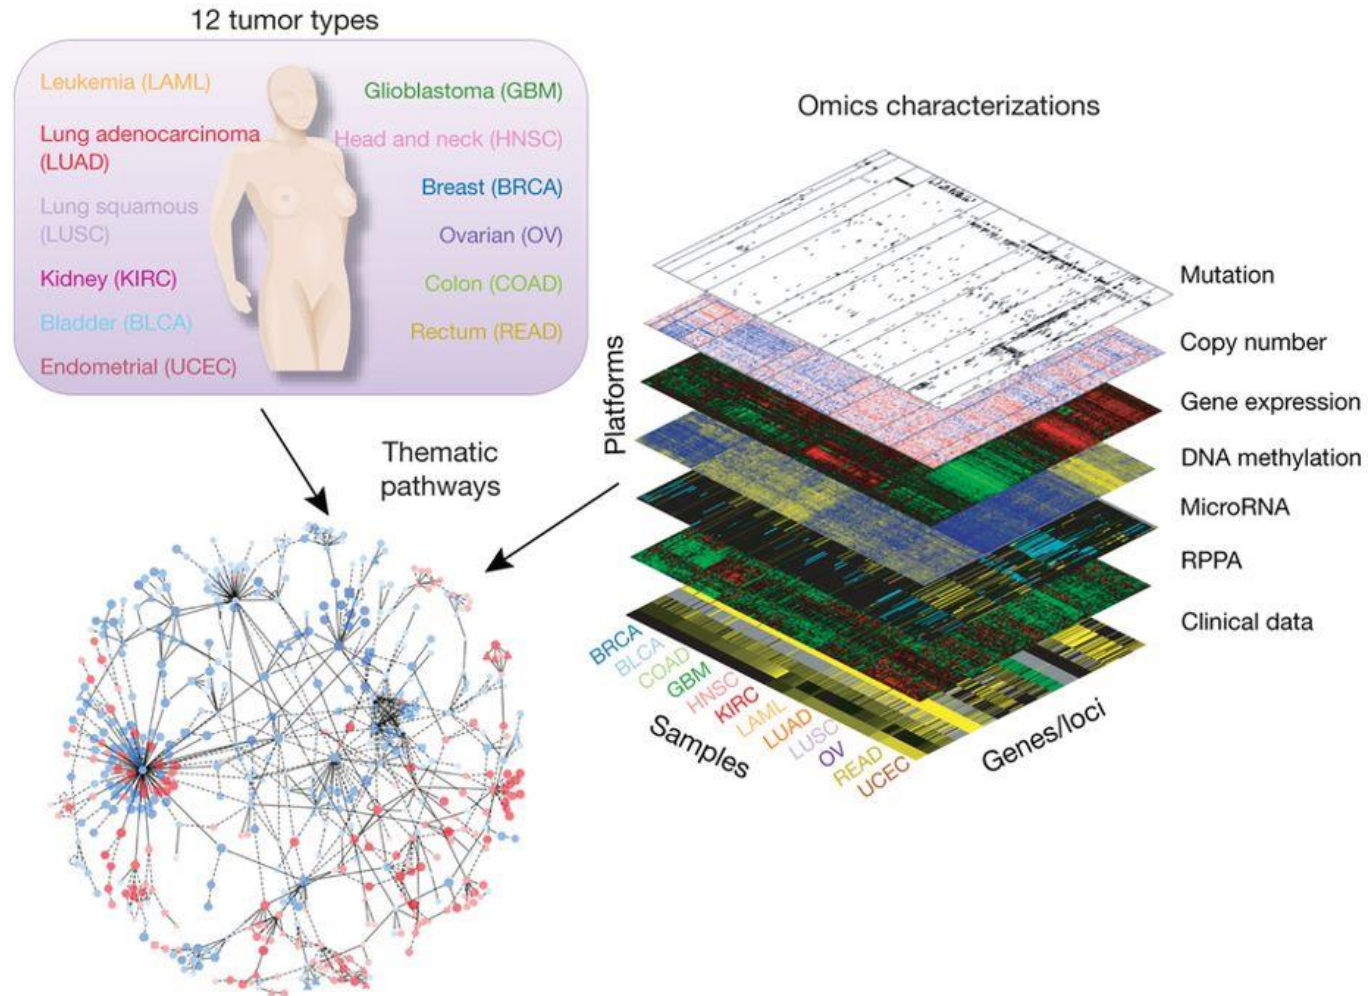 12 tumor types
Leukemia (LAML)
Lung adenocarcinoma
(LUAD)
Lung squamous
(LUSC)
Kidney (KIRC)
Bladder (BLCA)
Endometrial (UCEC)
Glioblastoma (GBM)
Head and neck (HNSC)
Breast (BRCA)
Ovarian (OV)
Colon (COAD)
Rectum (READ)
Thematic
pathways
Omics characterizations
Platforms
Mutation
Copy number
Gene expression
DNA methylation
MicroRNA
RPPA
Clinical data
BRCA
BLCA
COAD
GBM
HNSC
KIRC
LAML
LUAD
LUSC
OV
READ
UCEC
Samples
Genes/loci